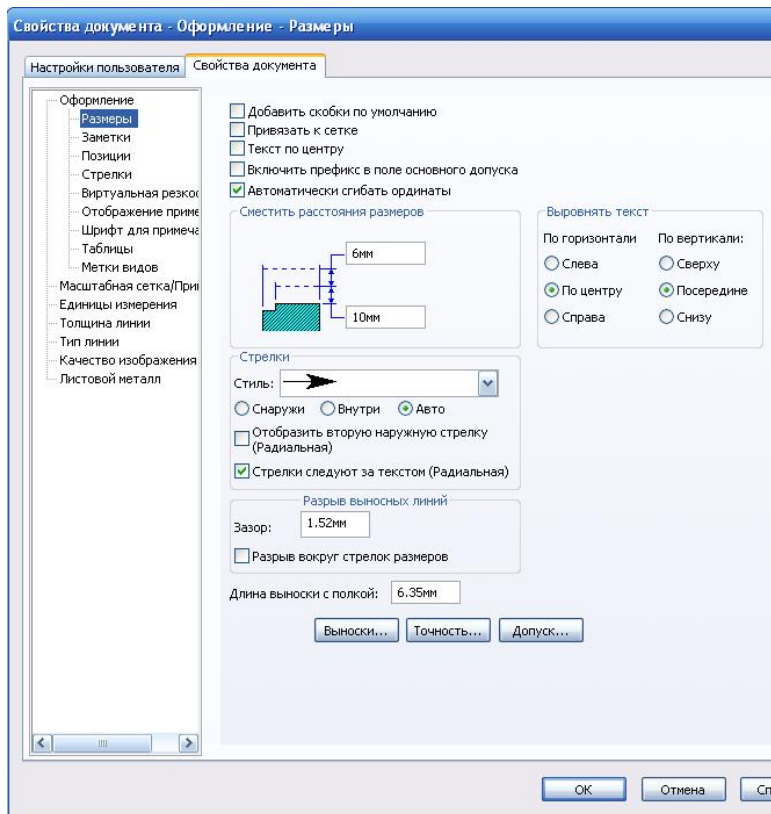 Свойства документа - Оформление - Размеры
Настройки пользователя
Свойства документа
Оформление
Размеры
Заметки
Позиции
Стрелки
Виртуальная
Отображение
Шрифт для
Таблицы
Метки видов
Масштабная
Единицы измерения
Толщина линии
Тип линии
Качество изображения
Листовой металл
Добавить скобки по умолчанию
Привязать к сетке
Текст по центру
Включить префикс в поле основного допуска
Автоматически сгибать ординаты
Сместить расстояния размеров
6мм
10мм
Выровнять текст
По горизонтали По вертикали:
Слева Сверху
По центру Посередине
Справа Снизу
Стрелки
Стиль:
Снаружи Внутри Авто
Отобразить вторую наружную стрелку
(Радиальная)
Стрелки следуют за текстом (Радиальная)
Разрыв выносных линий
Зазор: 1.52мм
Разрыв вокруг стрелок размеров
Длина выноски с полкой: 6.35мм
Выноски... Точность... Допуск...
ОК Отмена